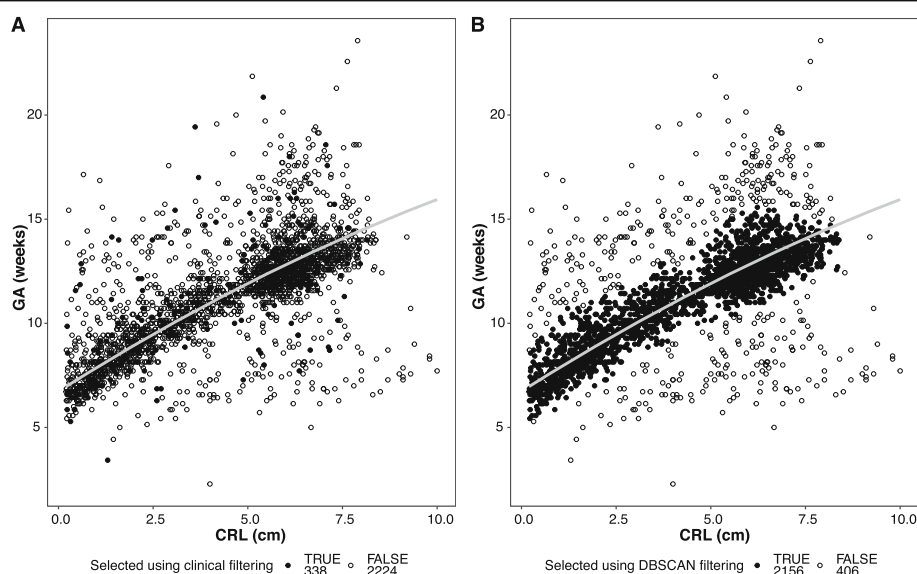 A
B
GA (weeks)
20
15
10
5
0.0 2.5 5.0 7.5 10.0
CRL (cm)
Selected using clinical filtering ● TRUE ○ FALSE
338 2224
GA (weeks)
20
15
10
5
0.0 2.5 5.0 7.5 10.0
CRL (cm)
Selected using DBSCAN filtering ● TRUE ○ FALSE
2156 406